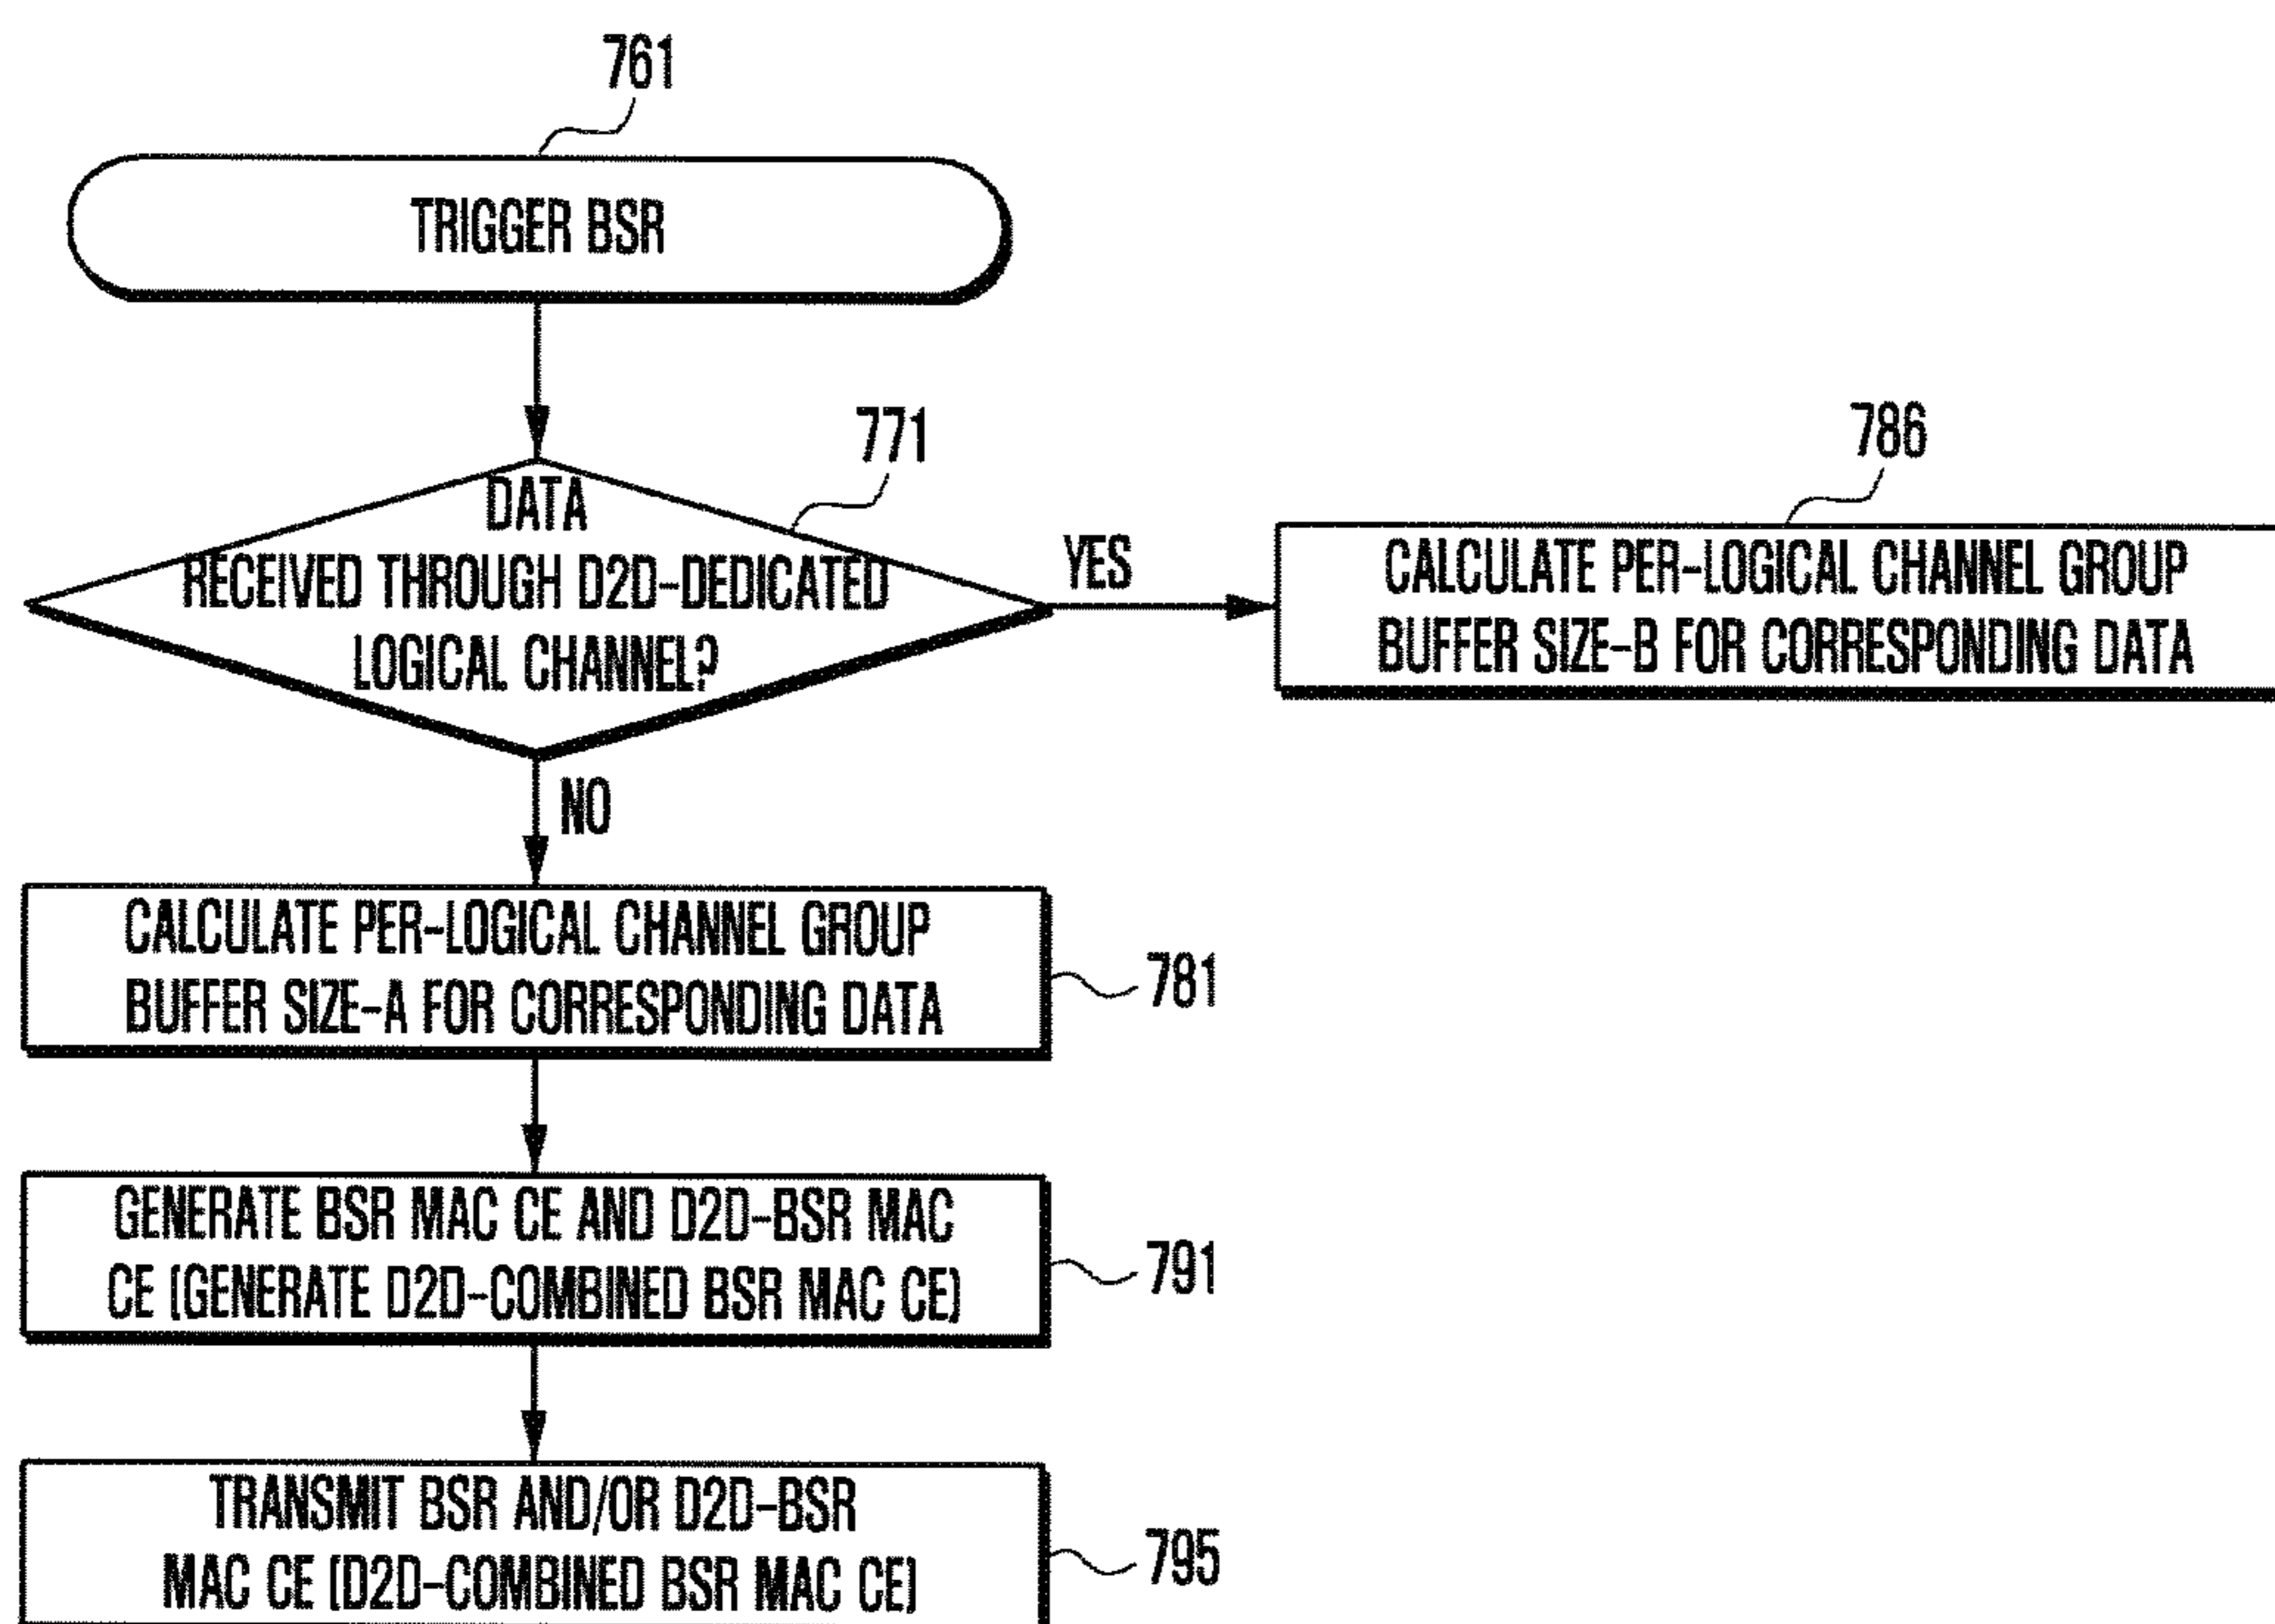 761
TRIGGER BSR
771
DATA
RECEIVED THROUGH D2D-DEDICATED
LOGICAL CHANNEL?
YES
786
CALCULATE PER-LOGICAL CHANNEL GROUP
BUFFER SIZE-B FOR CORRESPONDING DATA
NO
CALCULATE PER-LOGICAL CHANNEL GROUP
BUFFER SIZE-A FOR CORRESPONDING DATA
781
GENERATE BSR MAC CE AND D2D-BSR MAC
CE (GENERATE D2D-COMBINED BSR MAC CE)
791
TRANSMIT BSR AND/OR D2D-BSR
MAC CE (D2D-COMBINED BSR MAC CE)
795